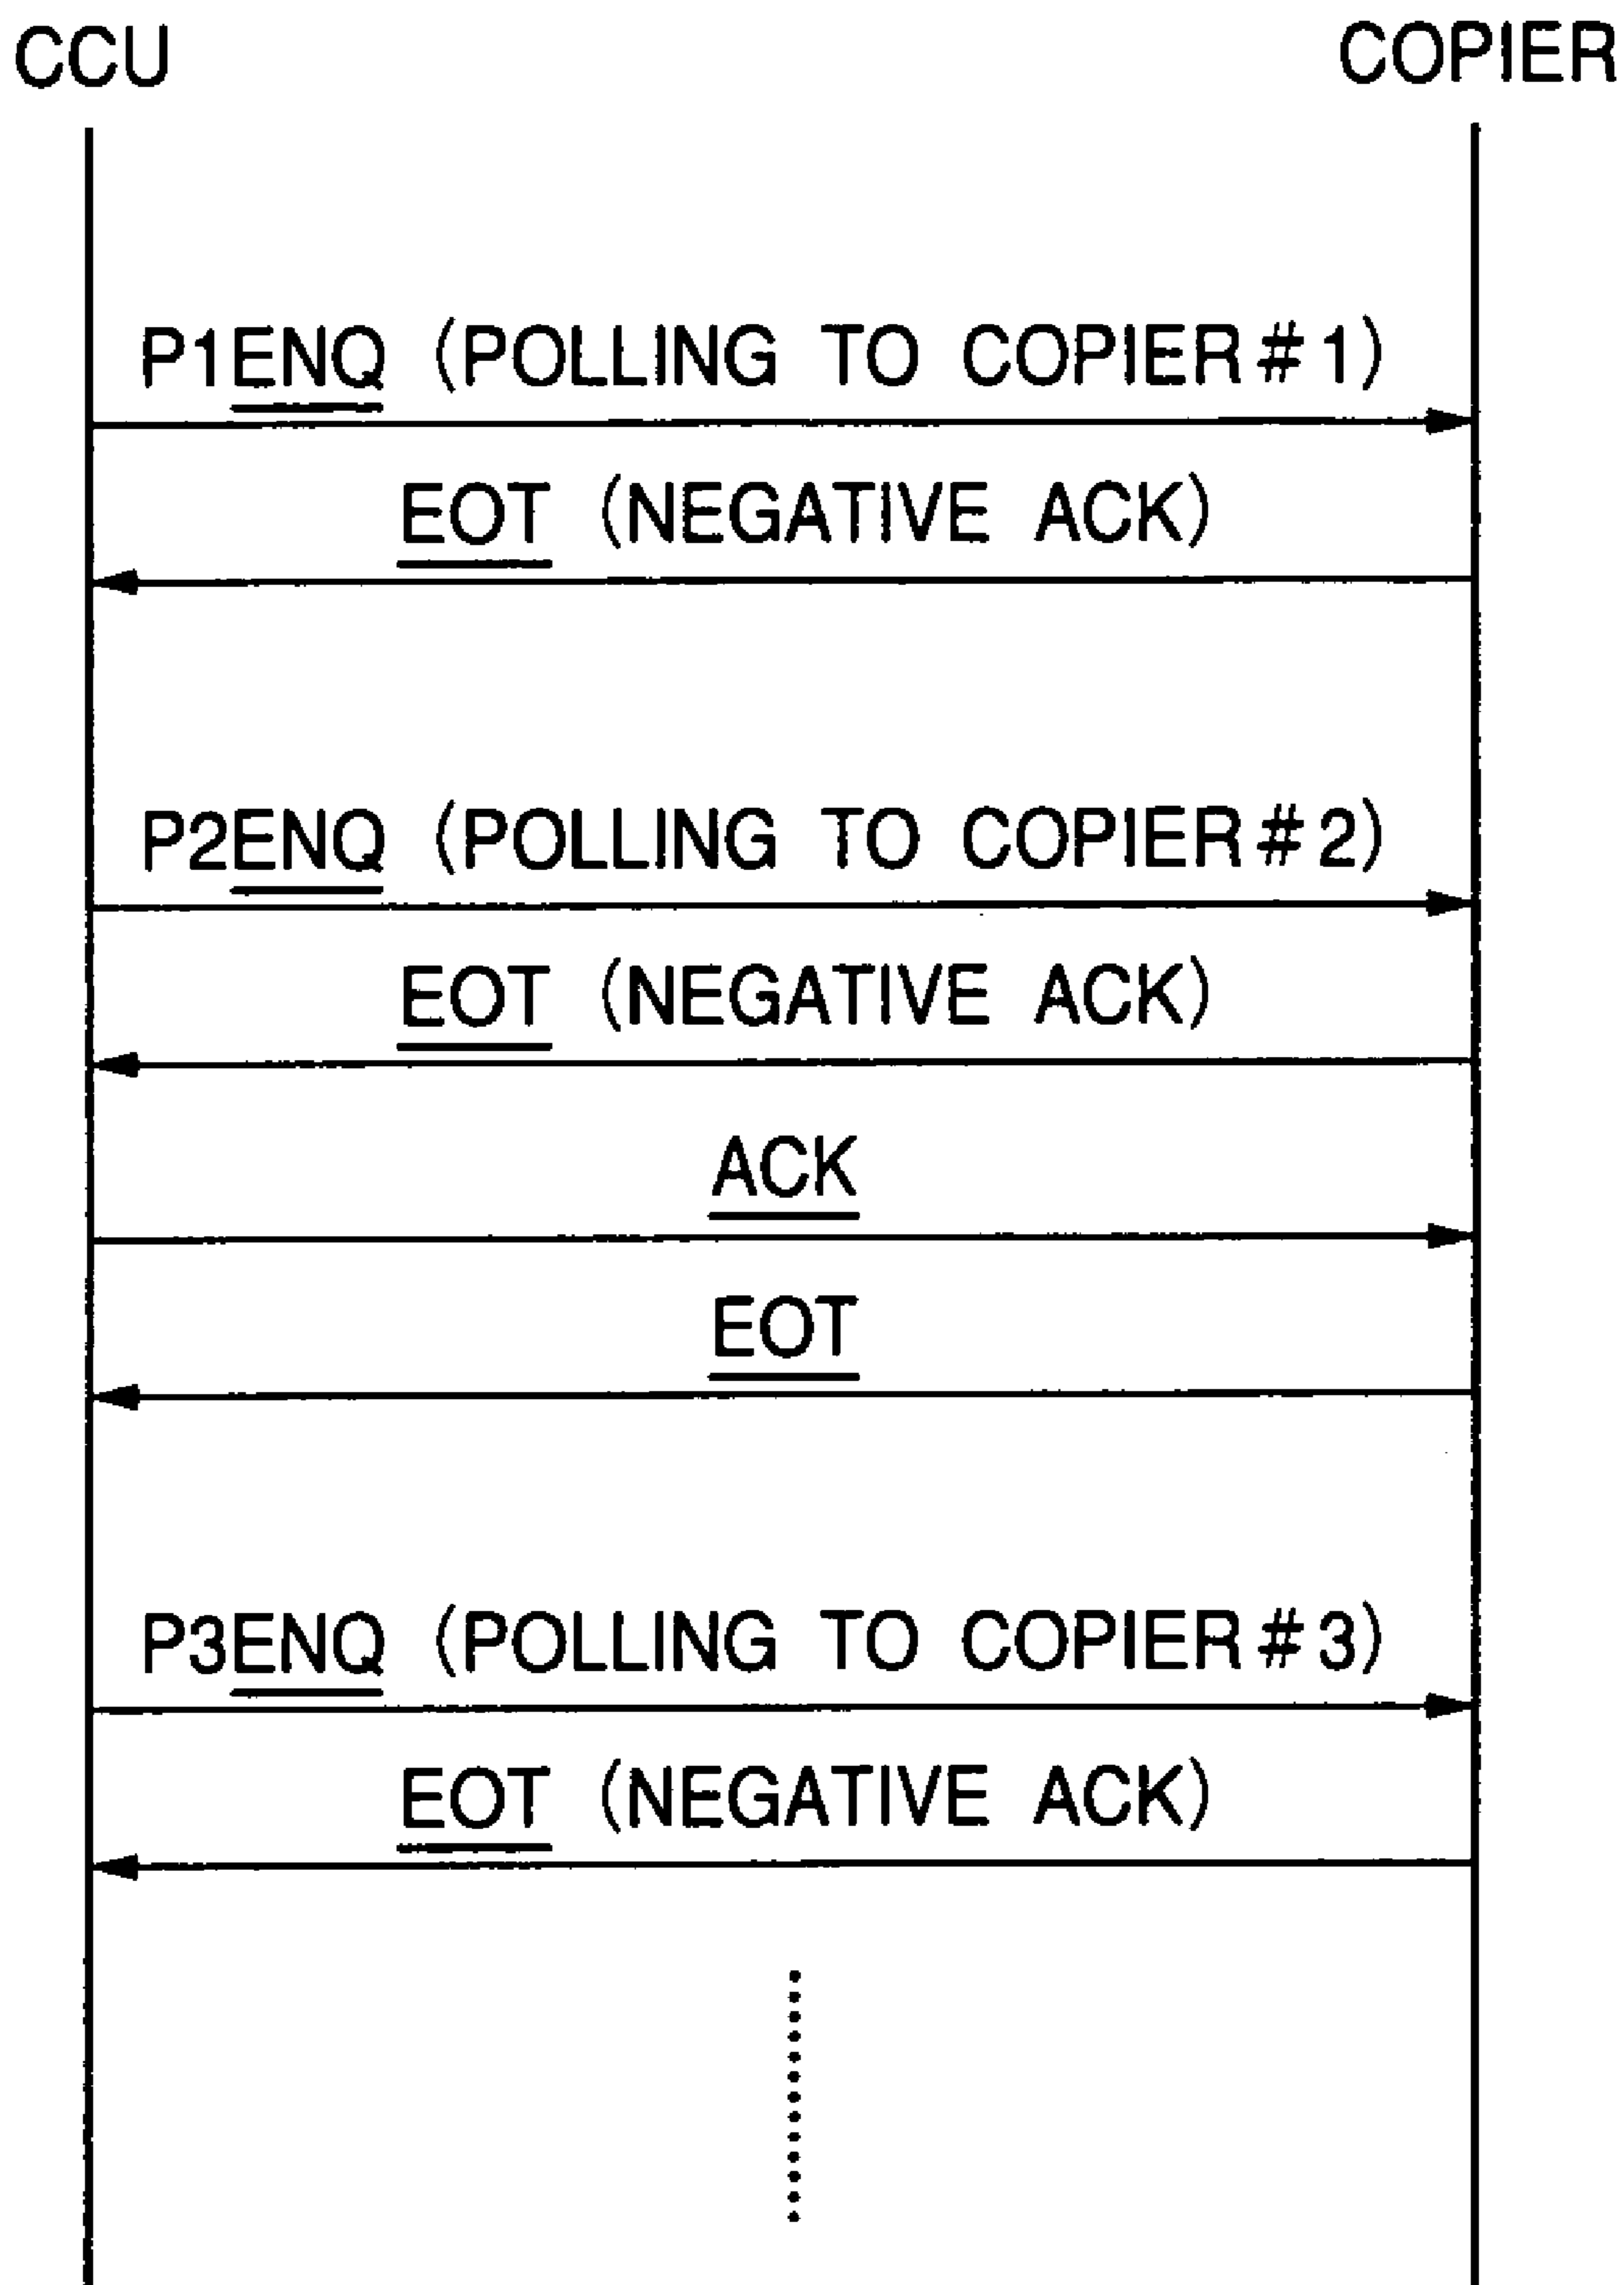 CCU COPIER
P1ENQ (POLLING TO COPIER#1)
EOT (NEGATIVE ACK)
P2ENQ (POLLING TO COPIER#2)
EOT (NEGATIVE ACK)
ACK
EOT
P3ENQ (POLLING TO COPIER#3)
EOT (NEGATIVE ACK)